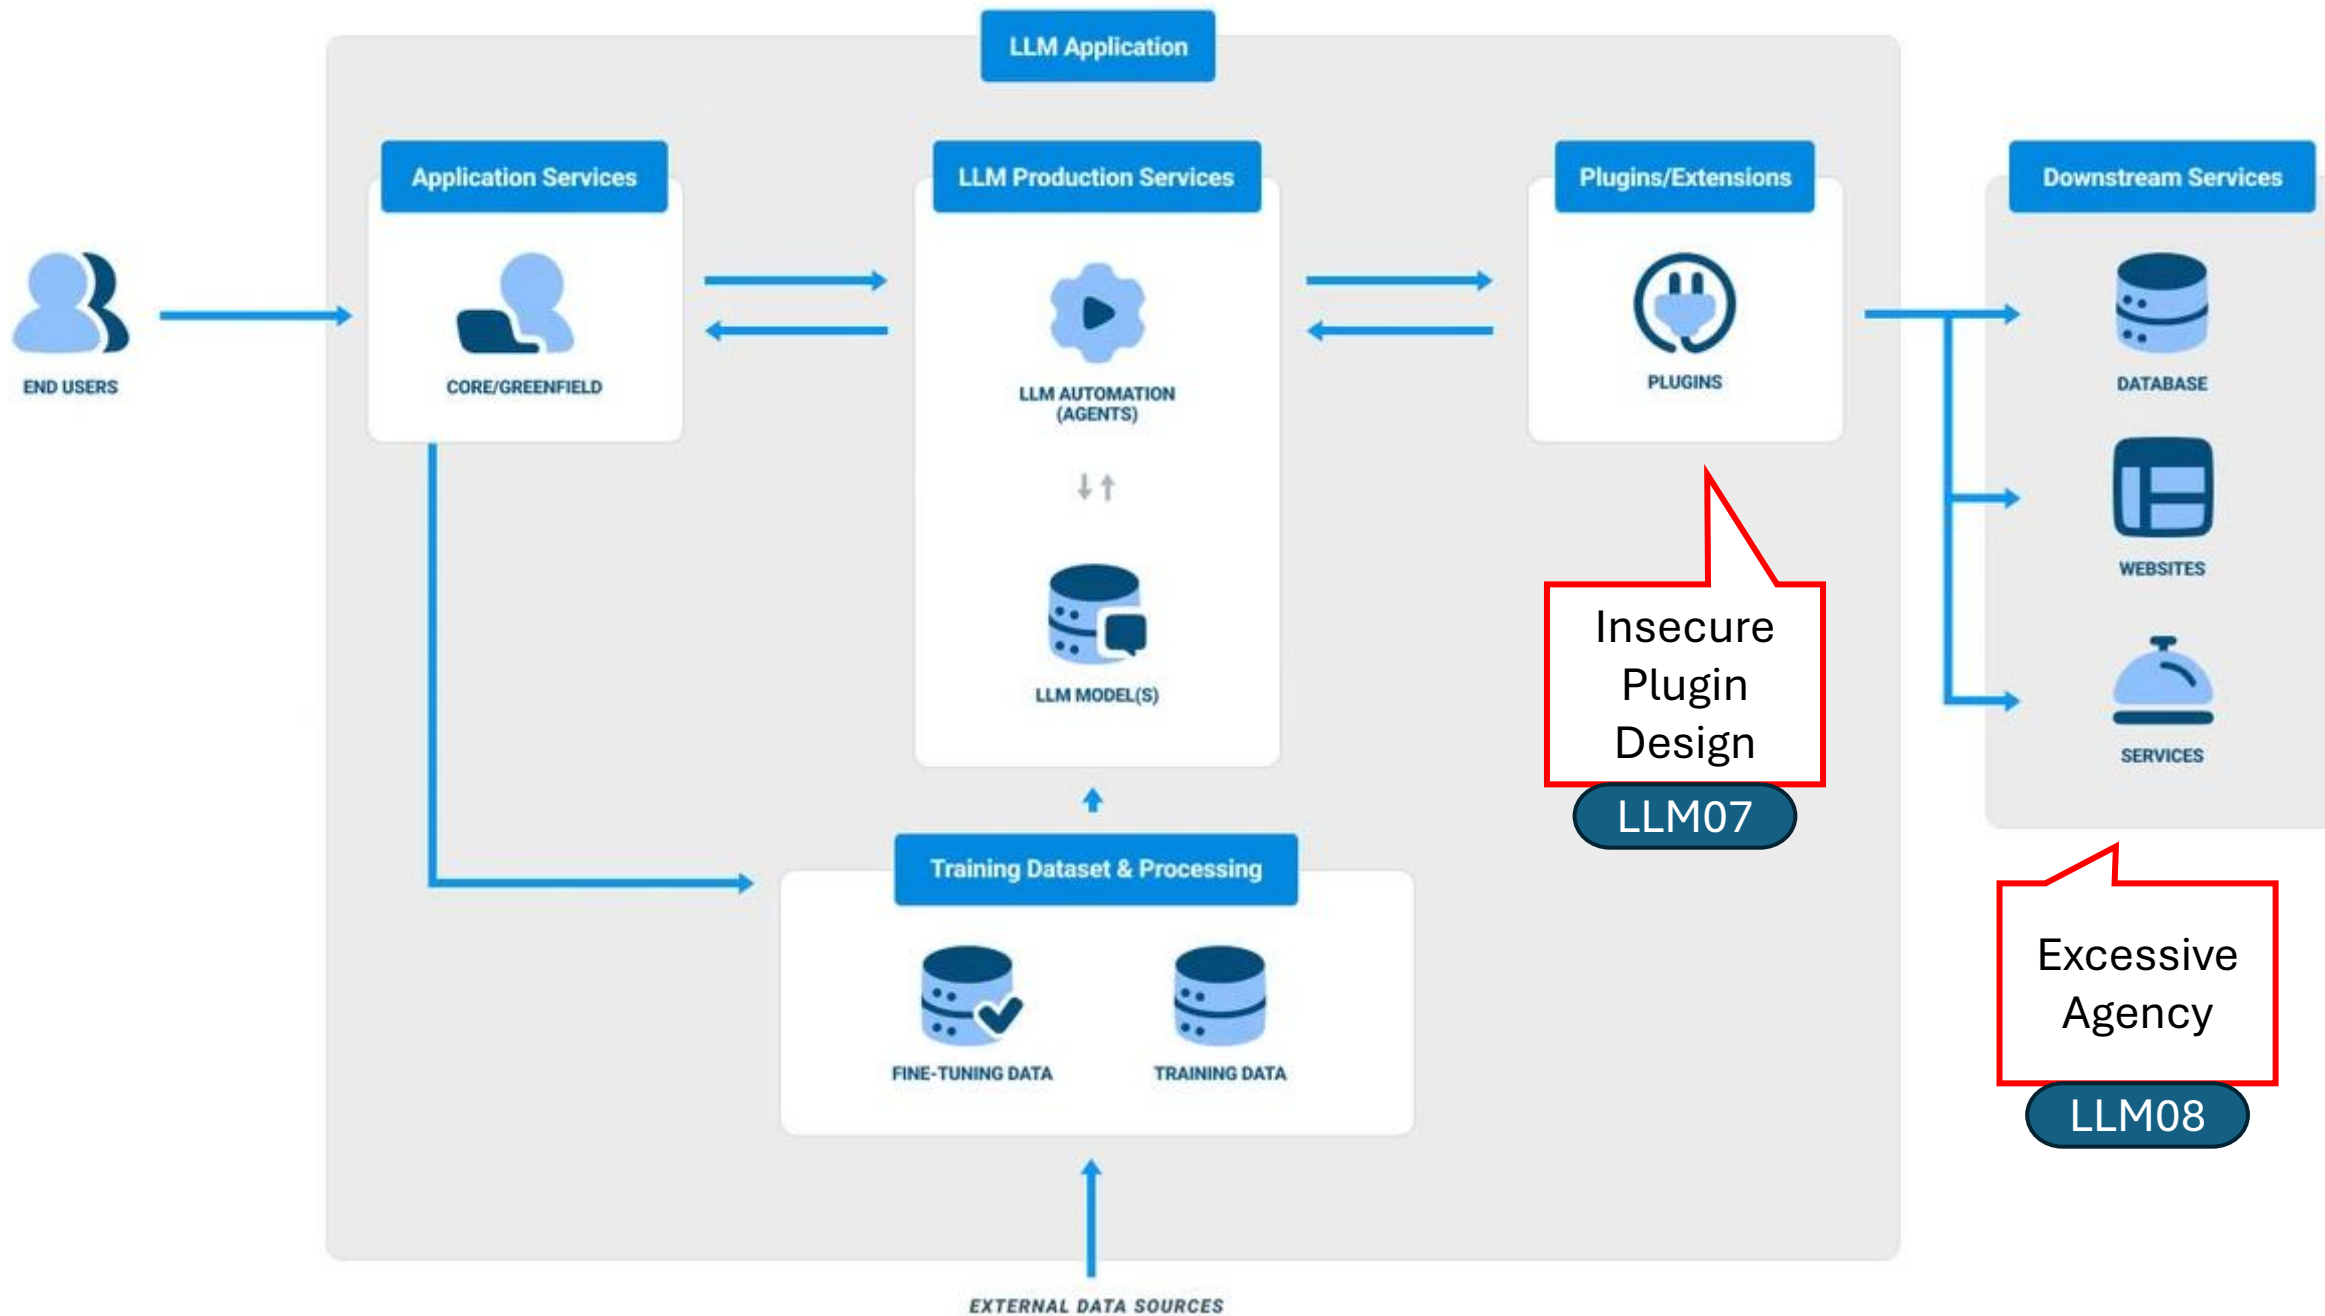 LLM Application
Application Services
LLM Production Services
Plugins/Extensions
Downstream Services
END USERS
CORE/GREENFIELD
LLM AUTOMATION
(AGENTS)
PLUGINS
DATABASE
WEBSITES
LLM MODEL(S)
SERVICES
Insecure
Plugin
Design
LLM07
Training Dataset & Processing
FINE-TUNING DATA
TRAINING DATA
Excessive
Agency
LLM08
EXTERNAL DATA SOURCES